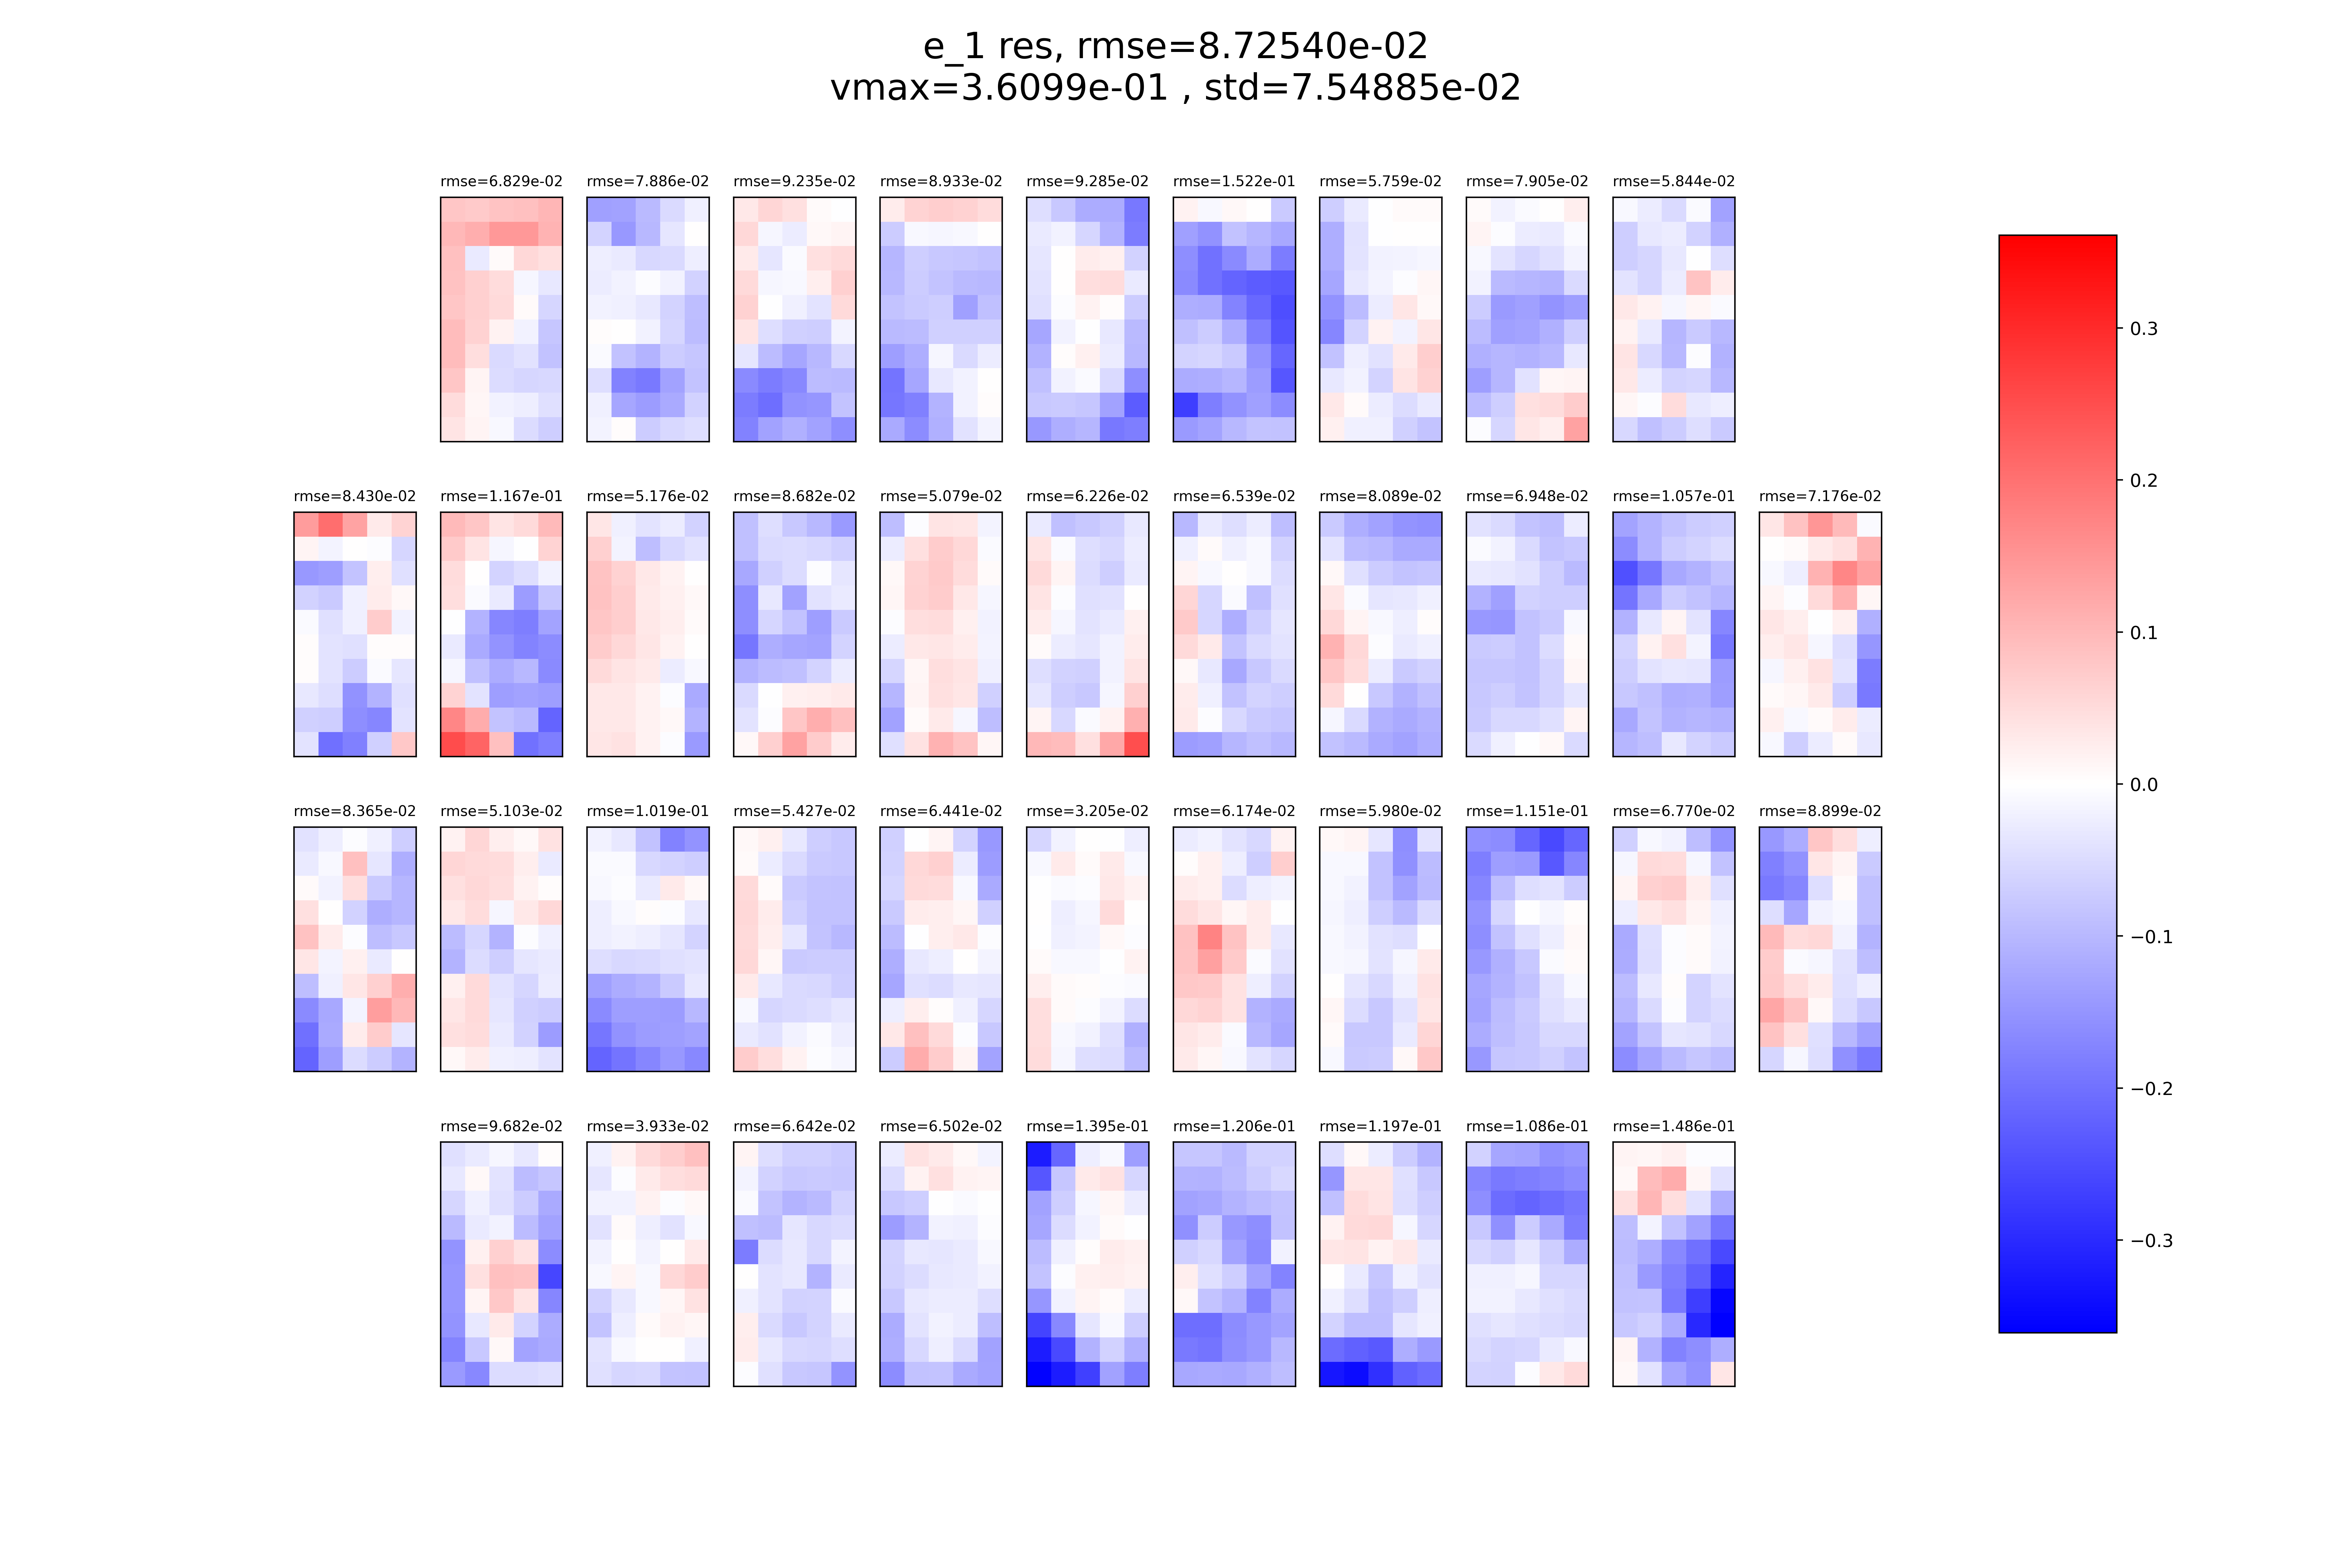 e_1 res, rmse=8.72540e-02
vmax=3.6099e-01 , std=7.54885e-02
rmse=6.829e-02 rmse=7.886e-02 rmse=9.235e-02 rmse=8.933e-02 rmse=9.285e-02 rmse=1.522e-01 rmse=5.759e-02 rmse=7.905e-02 rmse=5.844e-02
rmse=8.430e-02 rmse=1.167e-01 rmse=5.176e-02 rmse=8.682e-02 rmse=5.079e-02 rmse=6.226e-02 rmse=6.539e-02 rmse=8.089e-02 rmse=6.948e-02 rmse=1.057e-01 rmse=7.176e-02
rmse=8.365e-02 rmse=5.103e-02 rmse=1.019e-01 rmse=5.427e-02 rmse=6.441e-02 rmse=3.205e-02 rmse=6.174e-02 rmse=5.980e-02 rmse=1.151e-01 rmse=6.770e-02 rmse=8.899e-02
rmse=9.682e-02 rmse=3.933e-02 rmse=6.642e-02 rmse=6.502e-02 rmse=1.395e-01 rmse=1.206e-01 rmse=1.197e-01 rmse=1.086e-01 rmse=1.486e-01
0.3
0.2
0.1
0.0
−0.1
−0.2
−0.3